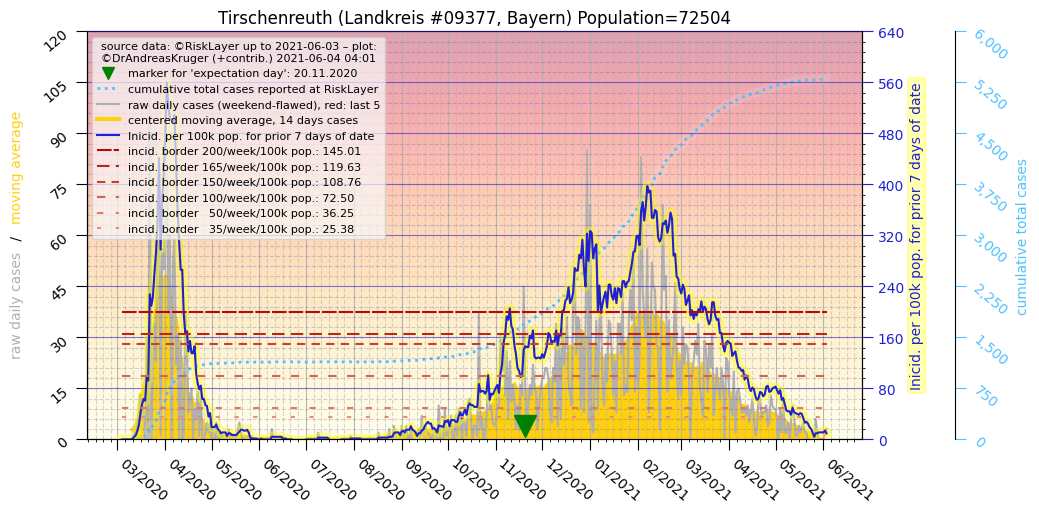 Tirschenreuth (Landkreis #09377, Bayern) Population=72504
source data: ©RiskLayer up to 2021-06-03 – plot:
©DrAndreasKruger (+contrib.) 2021-06-04 04:01
marker for 'expectation day': 20.11.2020
cumulative total cases reported at RiskLayer
raw daily cases (weekend-flawed), red: last 5
centered moving average, 14 days cases
Inicid. per 100k pop. for prior 7 days of date
incid. border 200/week/100k pop.: 145.01
incid. border 165/week/100k pop.: 119.63
incid. border 150/week/100k pop.: 108.76
incid. border 100/week/100k pop.: 72.50
incid. border 50/week/100k pop.: 36.25
incid. border 35/week/100k pop.: 25.38
raw daily cases / moving average
120
105
90
75
60
45
30
15
0
640
560
480
400
320
240
160
80
0
Inicid. per 100k pop. for prior 7 days of date
6,000
5,250
4,500
3,750
3,000
2,250
1,500
750
0
cumulative total cases
03/2020
04/2020
05/2020
06/2020
07/2020
08/2020
09/2020
10/2020
11/2020
12/2020
01/2021
02/2021
03/2021
04/2021
05/2021
06/2021